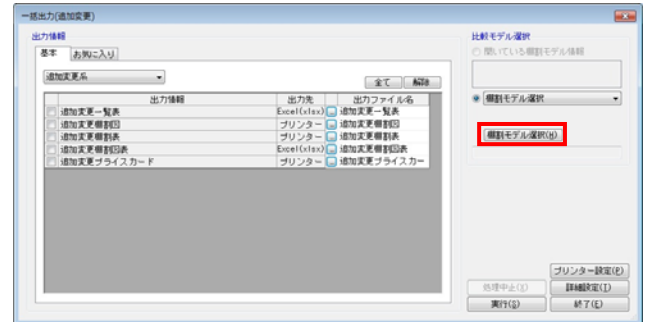 一括出力(追加変更)
出力情報
基本 お気に入り
追加変更系
全て 解除
出力情報 出力先 出力ファイル名
追加変更一覧表 Excel(xlsx) ... 追加変更一覧表
追加変更棚割図 プリンター ... 追加変更棚割図
追加変更棚割表 プリンター ... 追加変更棚割表
追加変更棚割図表 Excel(xlsx) ... 追加変更棚割図表
追加変更プライスカード プリンター ... 追加変更プライスカー
比較モデル選択
開いている棚割モデル情報
棚割モデル選択
棚割モデル選択(H)
プリンター設定(P)
処理中止(X) 詳細設定(I)
実行(G) 終了(E)